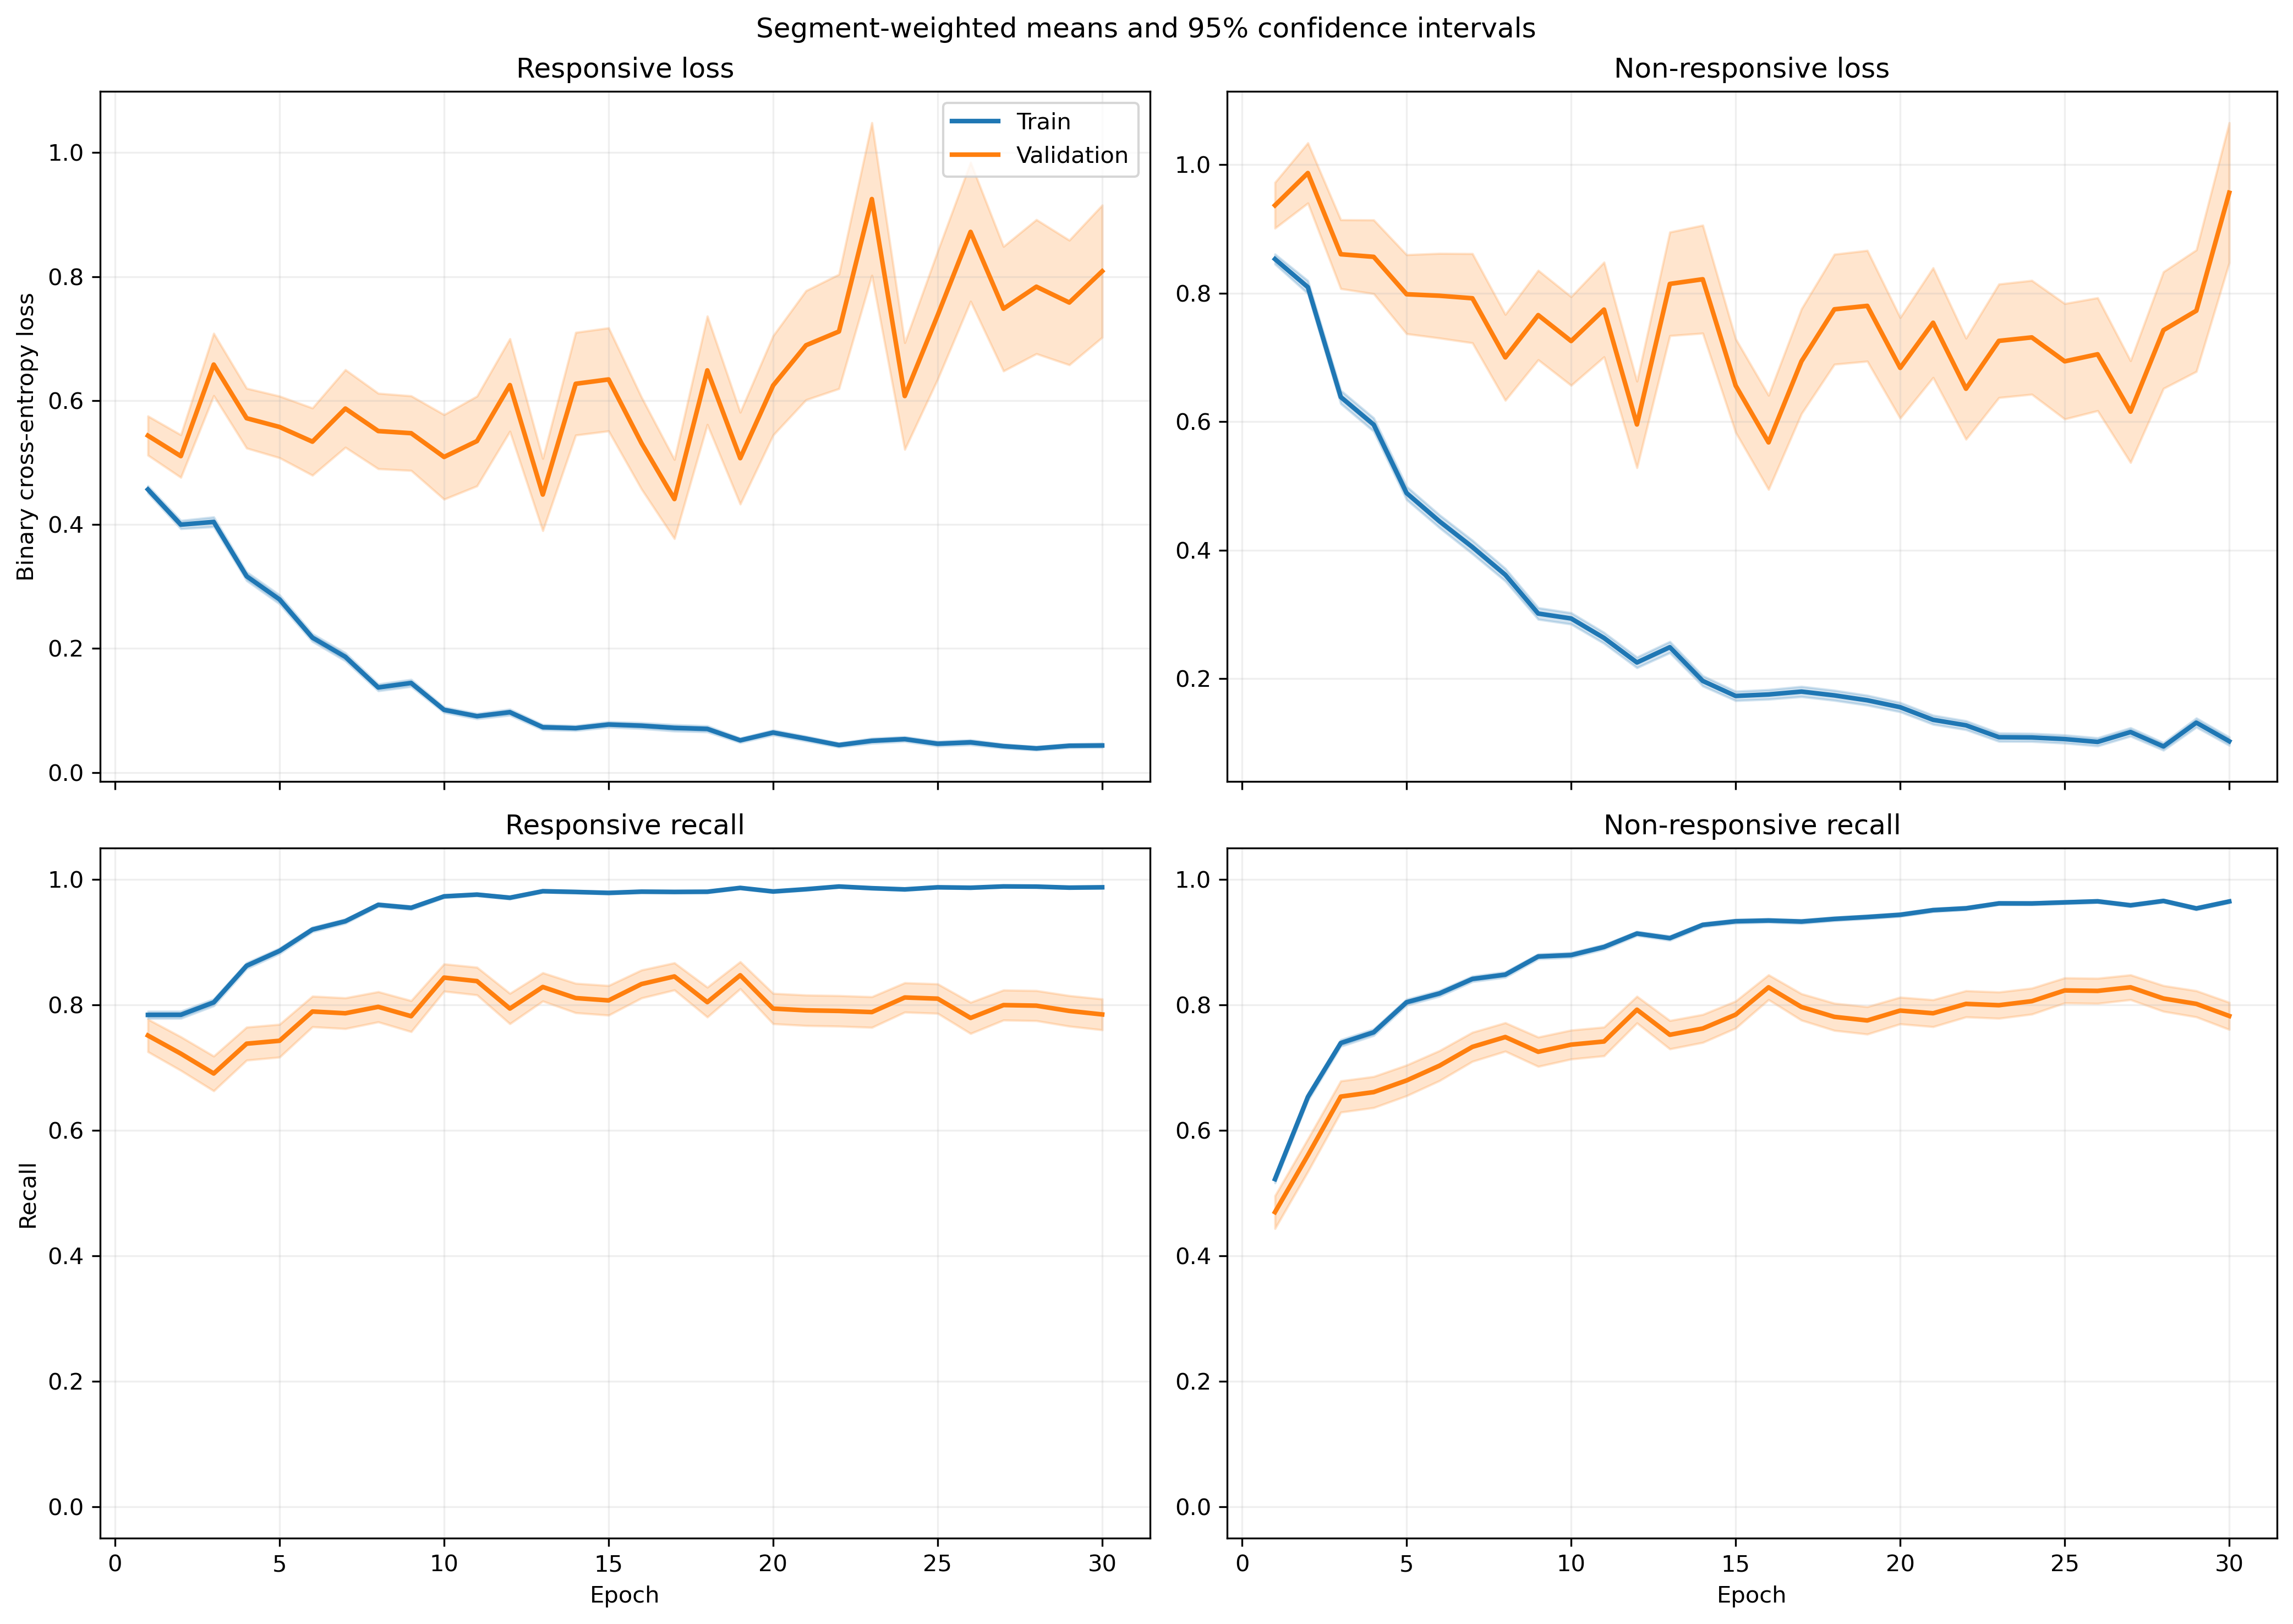 Segment-weighted means and 95% confidence intervals
Responsive loss
Non-responsive loss
Train
Validation
Binary cross-entropy loss
1.0
0.8
0.6
0.4
0.2
0.0
1.0
0.8
0.6
0.4
0.2
Responsive recall
Non-responsive recall
Recall
1.0
0.8
0.6
0.4
0.2
0.0
0 5 10 15 20 25 30
Epoch
1.0
0.8
0.6
0.4
0.2
0.0
0 5 10 15 20 25 30
Epoch